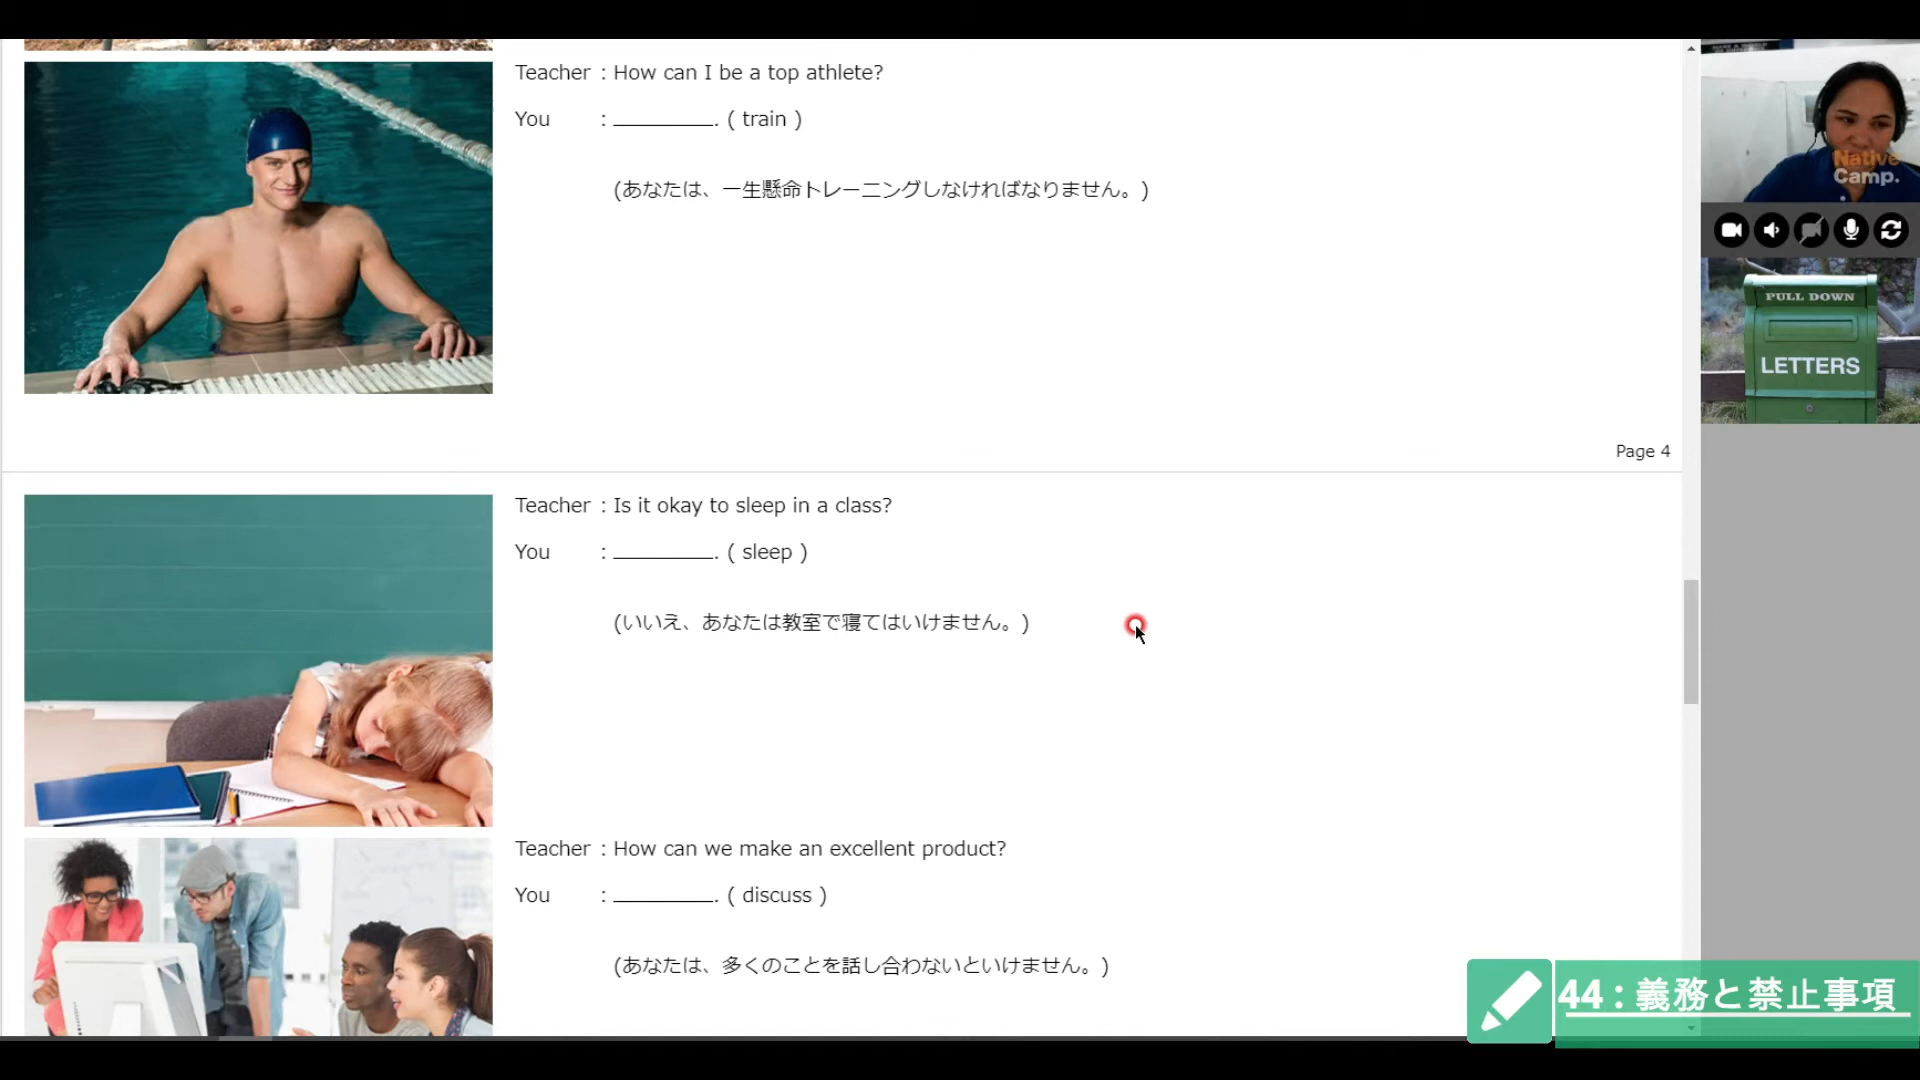 Teacher : How can I be a top athlete?
You : ________. ( train )
(あなたは、一生懸命トレーニングしなければなりません。)
Page 4
Teacher : Is it okay to sleep in a class?
You : ________. ( sleep )
(いいえ、あなたは教室で寝てはいけません。)
Teacher : How can we make an excellent product?
You : ________. ( discuss )
(あなたは、多くのことを話し合わないといけません。)
Native
Camp.
PULL DOWN
LETTERS
44:義務と禁止事項